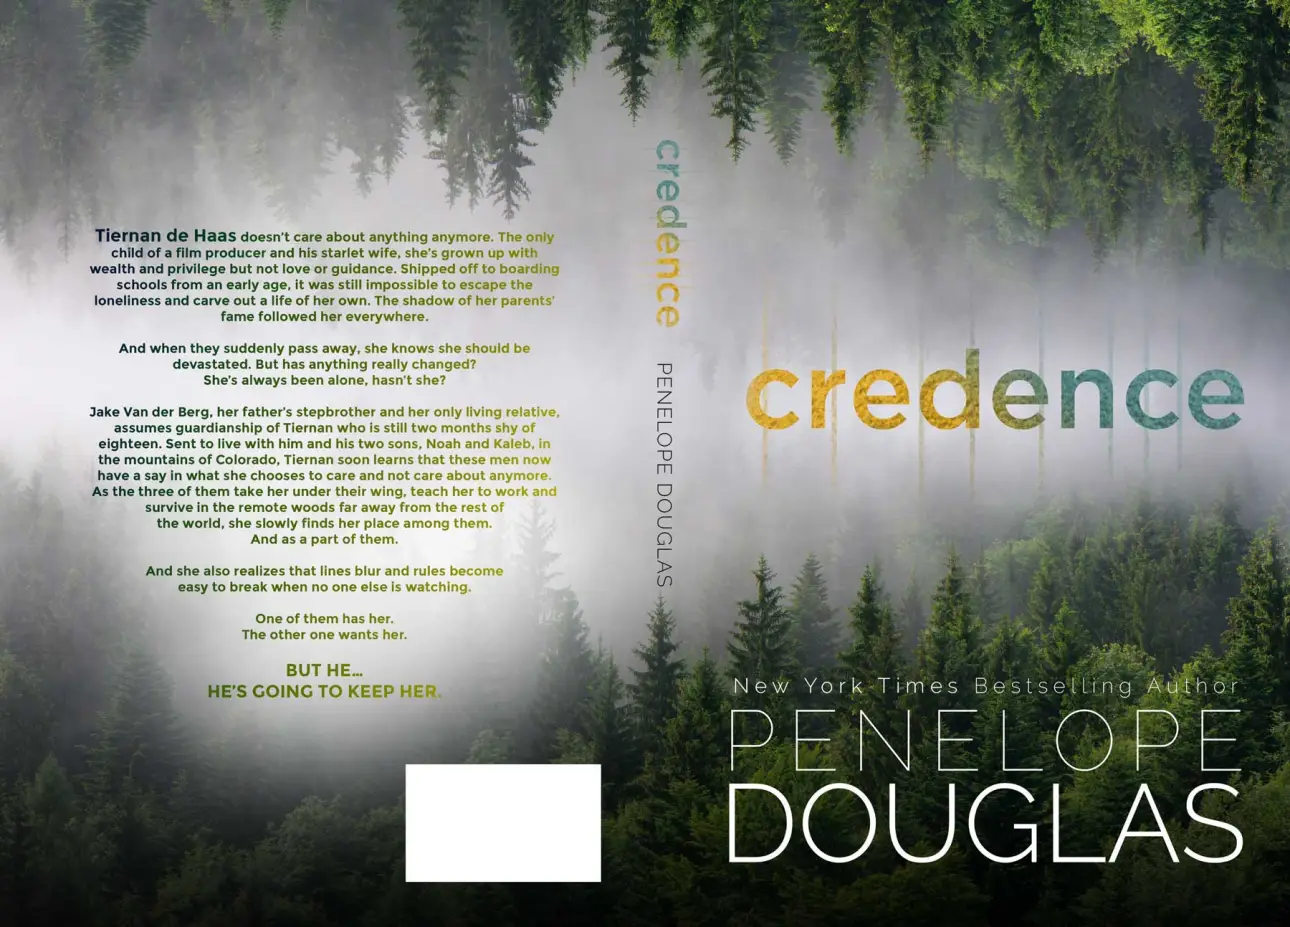 Tiernan de Haas doesn't care about anything anymore. The only
child of a film producer and his starlet wife, she's grown up with
wealth and privilege but not love or guidance. Shipped off to boarding
schools from an early age, it was still impossible to escape the
loneliness and carve out a life of her own. The shadow of her parents'
fame followed her everywhere.
And when they suddenly pass away, she knows she should be
devastated. But has anything really changed?
She's always been alone, hasn't she?
Jake Van der Berg, her father's stepbrother and her only living relative,
assumes guardianship of Tiernan who is still two months shy of
eighteen. Sent to live with him and his two sons, Noah and Kaleb, in
the mountains of Colorado, Tiernan soon learns that these men now
have a say in what she chooses to care and not care about anymore.
As the three of them take her under their wing, teach her to work and
survive in the remote woods far away from the rest of
the world, she slowly finds her place among them.
And as a part of them.
And she also realizes that lines blur and rules become
easy to break when no one else is watching.
One of them has her.
The other one wants her.
BUT HE...
HE'S GOING TO KEEP HER.
credence
PENELOPE DOUGLAS
credence
New York Times Bestselling Author
PENELOPE
DOUGLAS